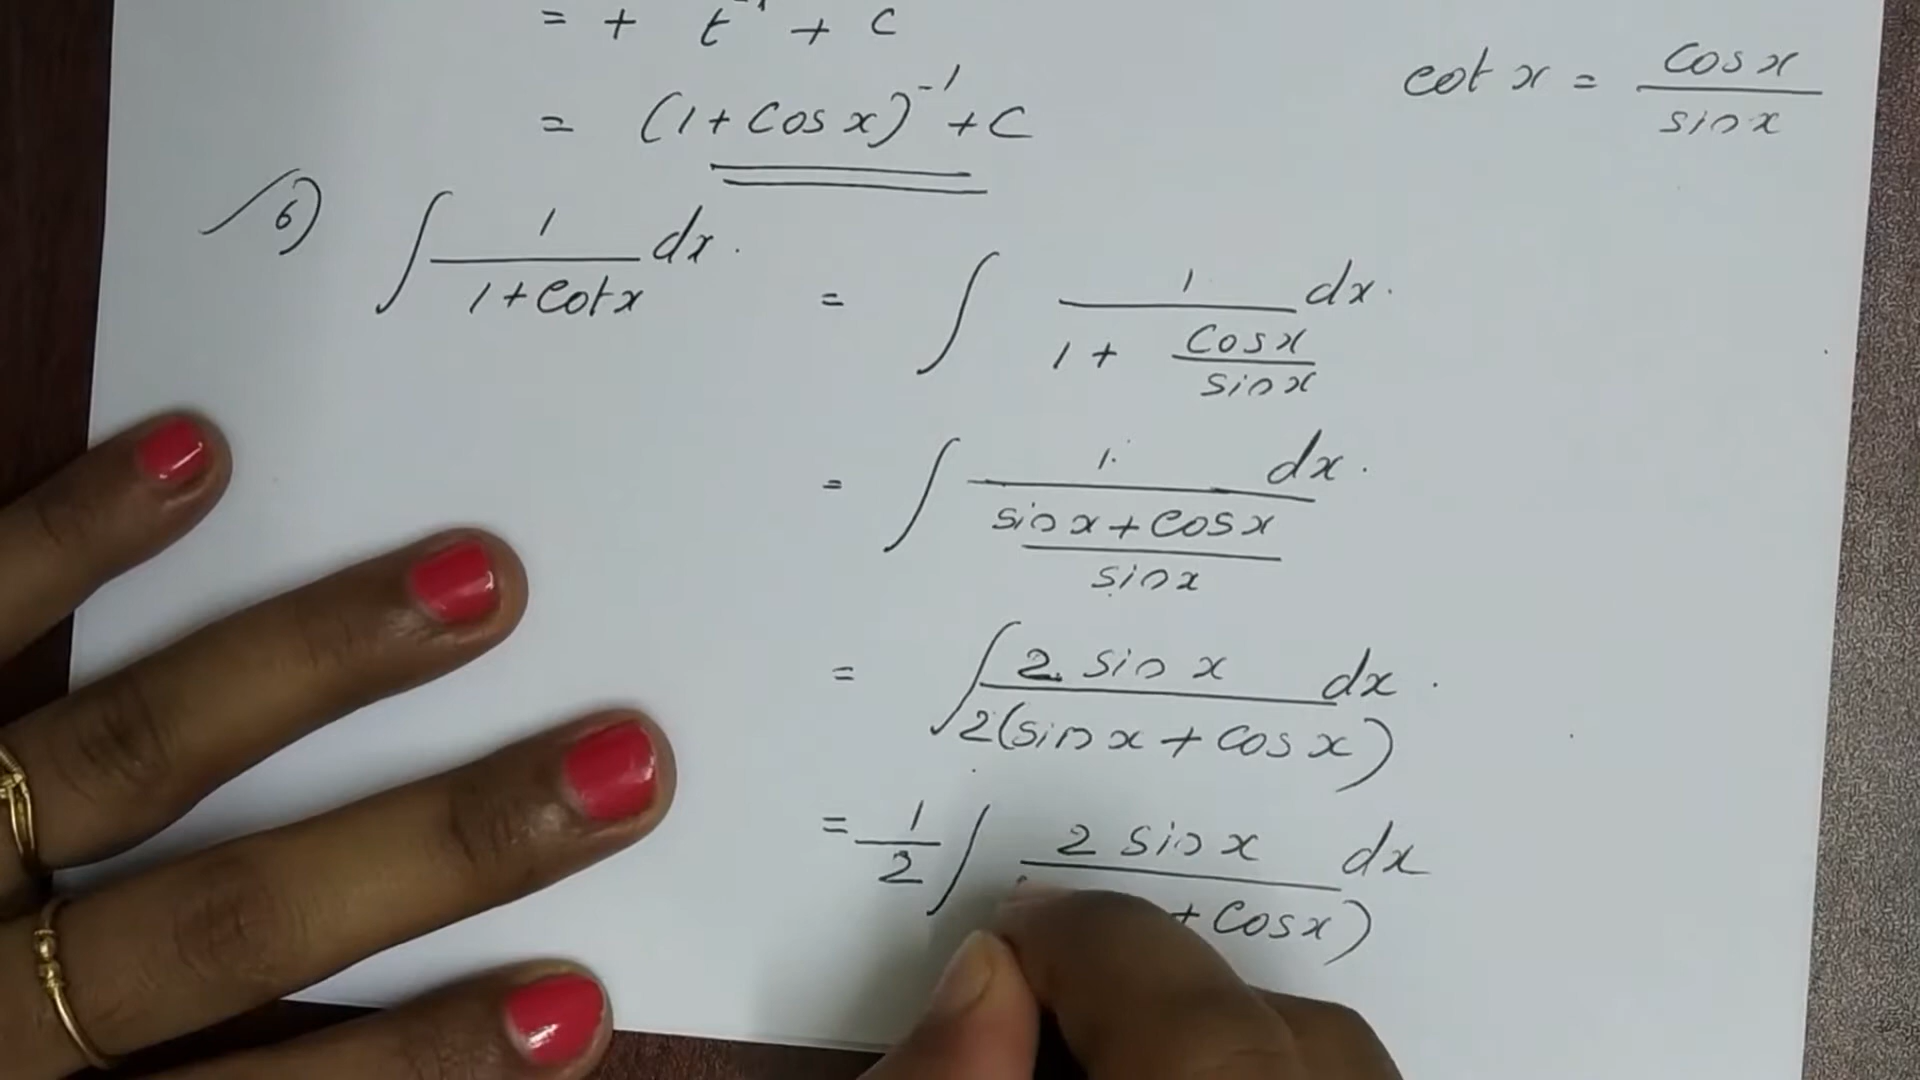 = + t⁻¹ + c
= (1+Cos x)⁻¹ + C
cot x = Cos x / sin x
6) ∫ 1 / (1+Cot x) dx. = ∫ 1 / (1 + Cos x / sin x) dx.
= ∫ 1 / ((sin x + Cos x) / sin x) dx.
= ∫ 2 sin x / 2(sin x + Cos x) dx.
= 1/2 ∫ 2 sin x / + Cos x) dx